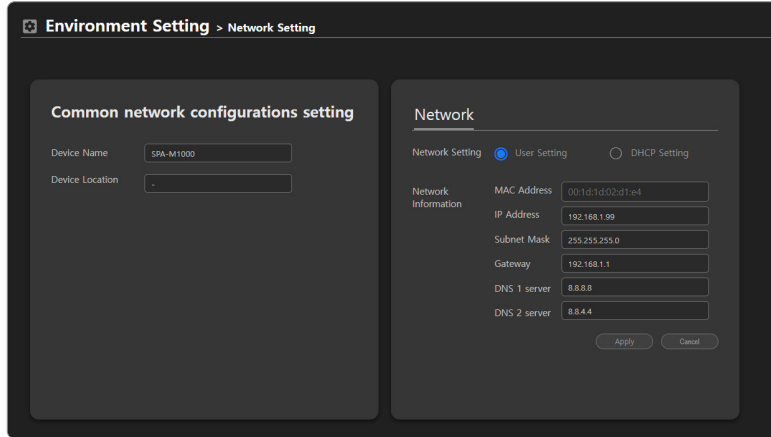 Environment Setting > Network Setting
Common network configurations setting
Device Name SPA-M1000
Device Location -
Network
Network Setting User Setting DHCP Setting
Network Information
MAC Address 00:1d:1d:02:d1:e4
IP Address 192.168.1.99
Subnet Mask 255.255.255.0
Gateway 192.168.1.1
DNS 1 server 8.8.8.8
DNS 2 server 8.8.4.4
Apply Cancel